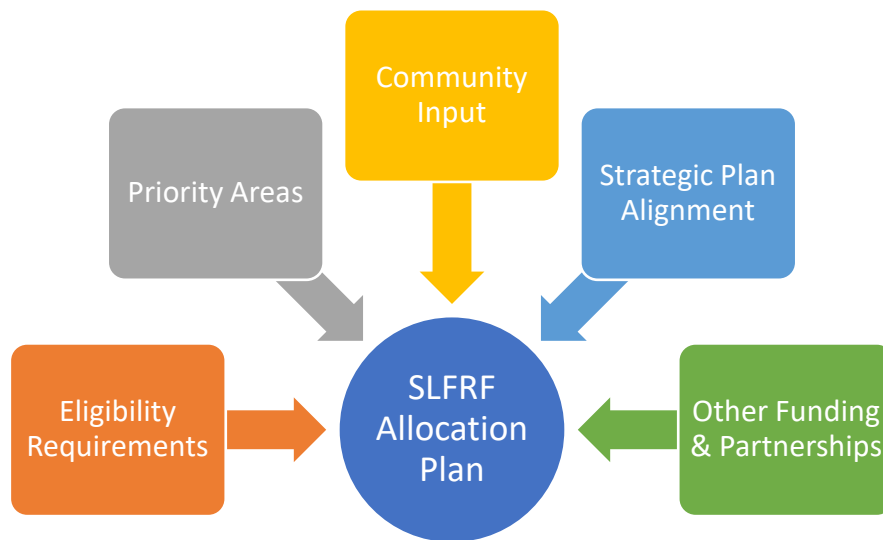 Community
Input
Priority Areas
Strategic Plan
Alignment
Eligibility
Requirements
SLFRF
Allocation
Plan
Other Funding
& Partnerships